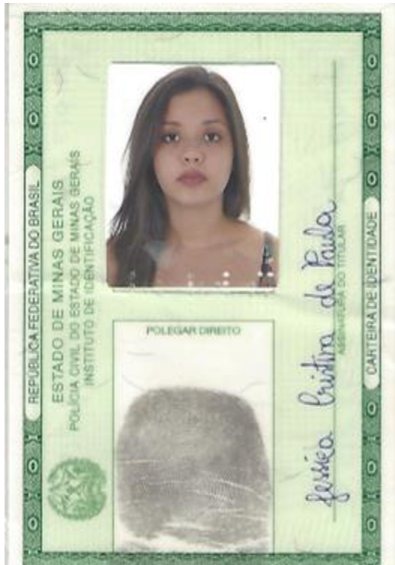 REPÚBLICA FEDERATIVA DO BRASIL
ESTADO DE MINAS GERAIS
POLÍCIA CIVIL DO ESTADO DE MINAS GERAIS
INSTITUTO DE IDENTIFICAÇÃO
POLEGAR DIREITO
Jessica Cristina de Paula
ASSINATURA DO TITULAR
CARTEIRA DE IDENTIDADE